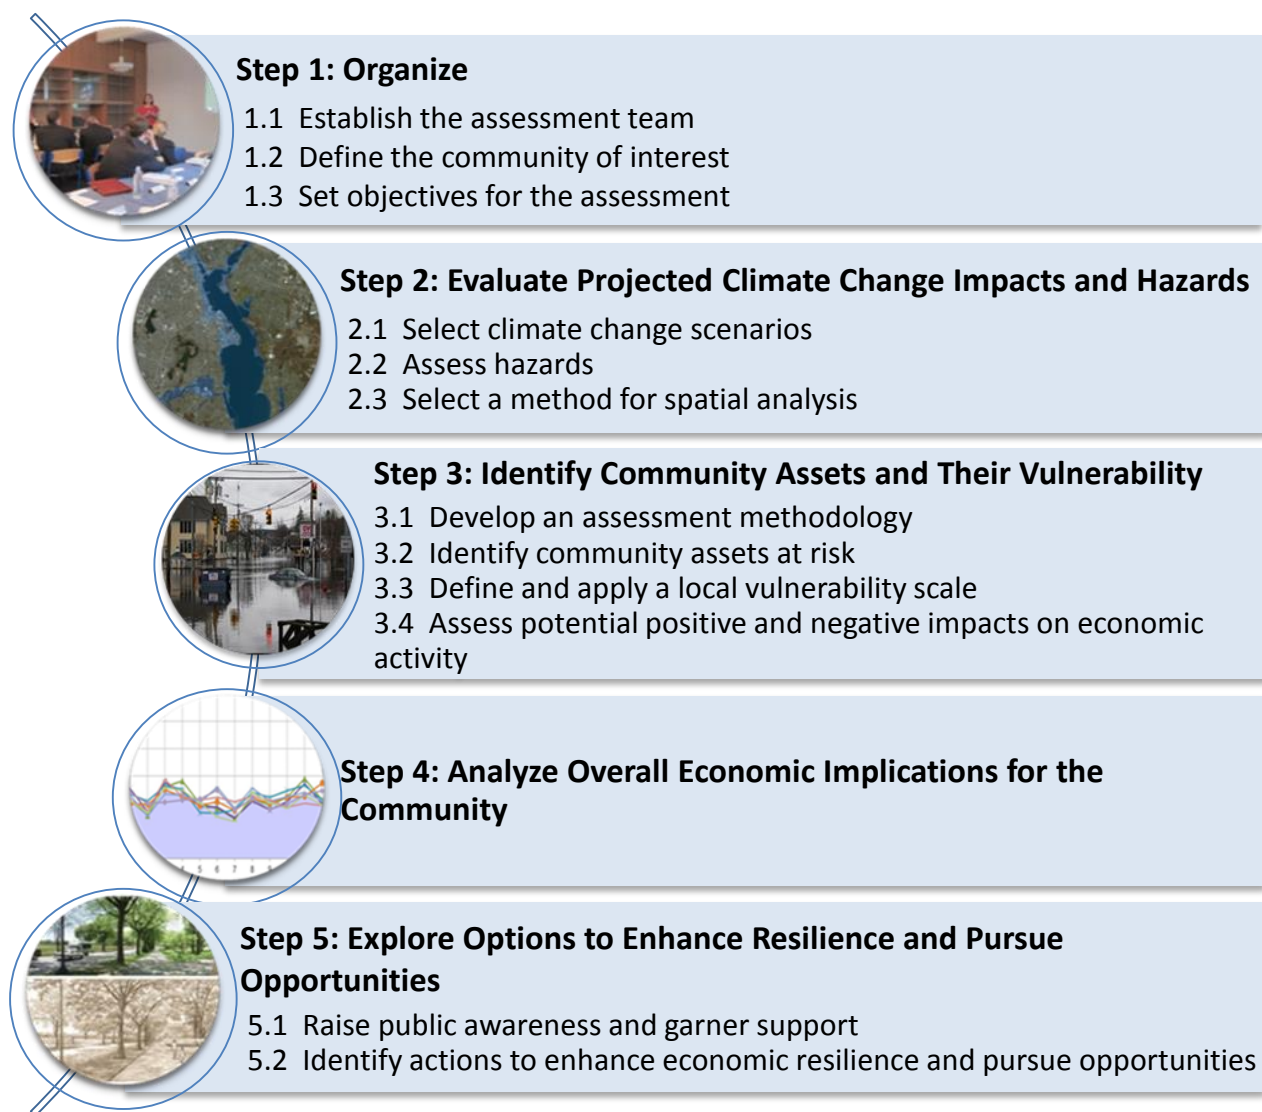 Step 1: Organize
1.1 Establish the assessment team
1.2 Define the community of interest
1.3 Set objectives for the assessment
Step 2: Evaluate Projected Climate Change Impacts and Hazards
2.1 Select climate change scenarios
2.2 Assess hazards
2.3 Select a method for spatial analysis
Step 3: Identify Community Assets and Their Vulnerability
3.1 Develop an assessment methodology
3.2 Identify community assets at risk
3.3 Define and apply a local vulnerability scale
3.4 Assess potential positive and negative impacts on economic
activity
Step 4: Analyze Overall Economic Implications for the
Community
4 5 6 7 8 9
Step 5: Explore Options to Enhance Resilience and Pursue
Opportunities
5.1 Raise public awareness and garner support
5.2 Identify actions to enhance economic resilience and pursue opportunities